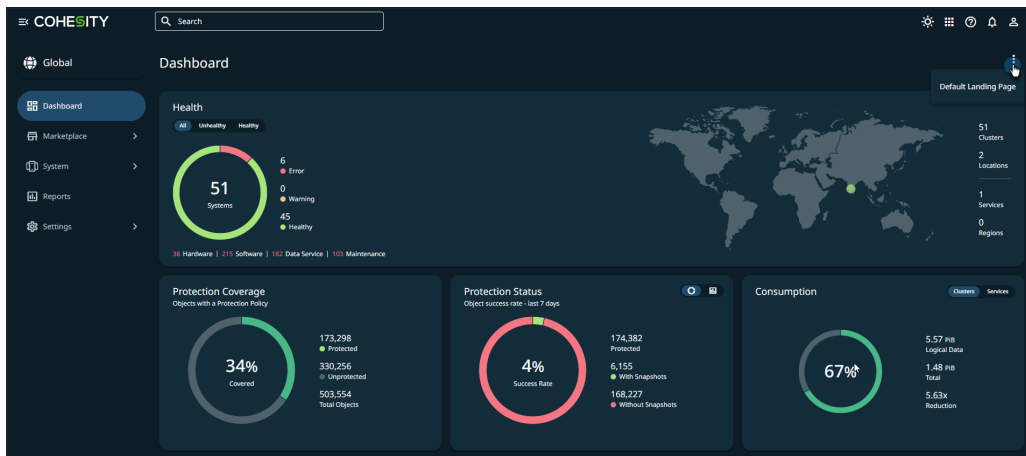 COHESITY
Search
Global
Dashboard
Default Landing Page
Dashboard
Marketplace
System
Reports
Settings
Health
All Unhealthy Healthy
51
Systems
6
Error
0
Warning
45
Healthy
38 Hardware | 215 Software | 182 Data Service | 103 Maintenance
51
Clusters
2
Locations
1
Services
0
Regions
Protection Coverage
Objects with a Protection Policy
34%
Covered
173,298
Protected
330,256
Unprotected
503,554
Total Objects
Protection Status
Object success rate - last 7 days
4%
Success Rate
174,382
Protected
6,155
With Snapshots
168,227
Without Snapshots
Consumption
Clusters Services
67%
5.57 PiB
Logical Data
1.48 PiB
Total
5.63x
Reduction